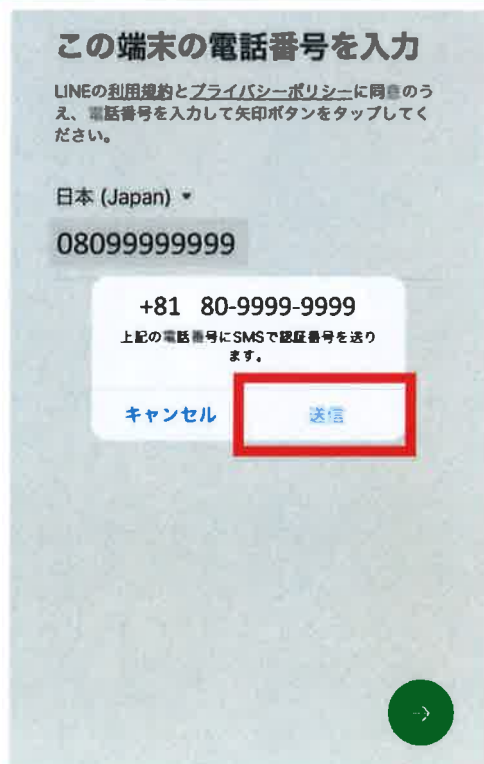 この端末の電話番号を入力
LINEの利用規約とプライバシーポリシーに同意のう
え、電話番号を入力して矢印ボタンをタップしてく
ださい。
日本 (Japan)
08099999999
+81 80-9999-9999
上記の電話番号にSMSで認証番号を送り
ます。
キャンセル
送信